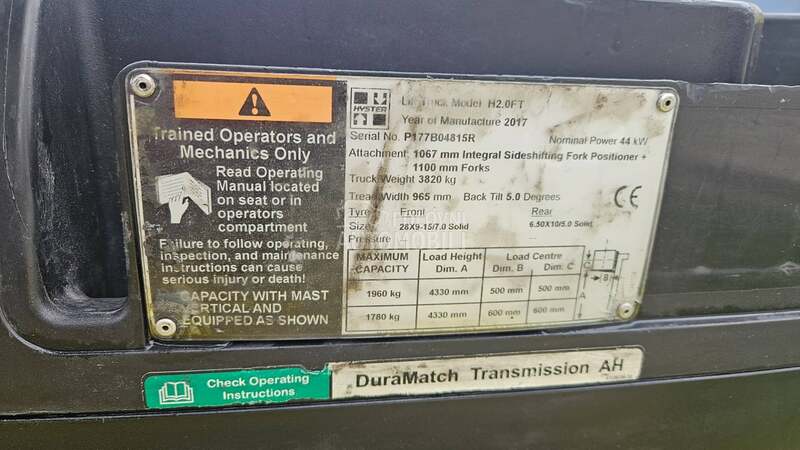 Trained Operators and
Mechanics Only
Read Operating
Manual located
on seat or in
operators
compartment
Failure to follow operating,
inspection, and maintenance
instructions can cause
serious injury or death!
CAPACITY WITH MAST
VERTICAL AND
EQUIPPED AS SHOWN
HYSTER
Lift Truck Model H2.0FT
Year of Manufacture 2017
Serial No. P177B04815R Nominal Power 44 kW
Attachment 1067 mm Integral Sideshifting Fork Positioner +
1100 mm Forks
Truck Weight 3820 kg
Tread Width 965 mm Back Tilt 5.0 Degrees
CE
Tyre Front Rear
Size 28X9-15/7.0 Solid 6.50X10/5.0 Solid
Pressure
MAXIMUM CAPACITY Load Height Dim. A Load Centre Dim. B Dim. C
1960 kg 4330 mm 500 mm 500 mm
1780 kg 4330 mm 600 mm 600 mm
C
B
A
Check Operating
Instructions
DuraMatch Transmission AH